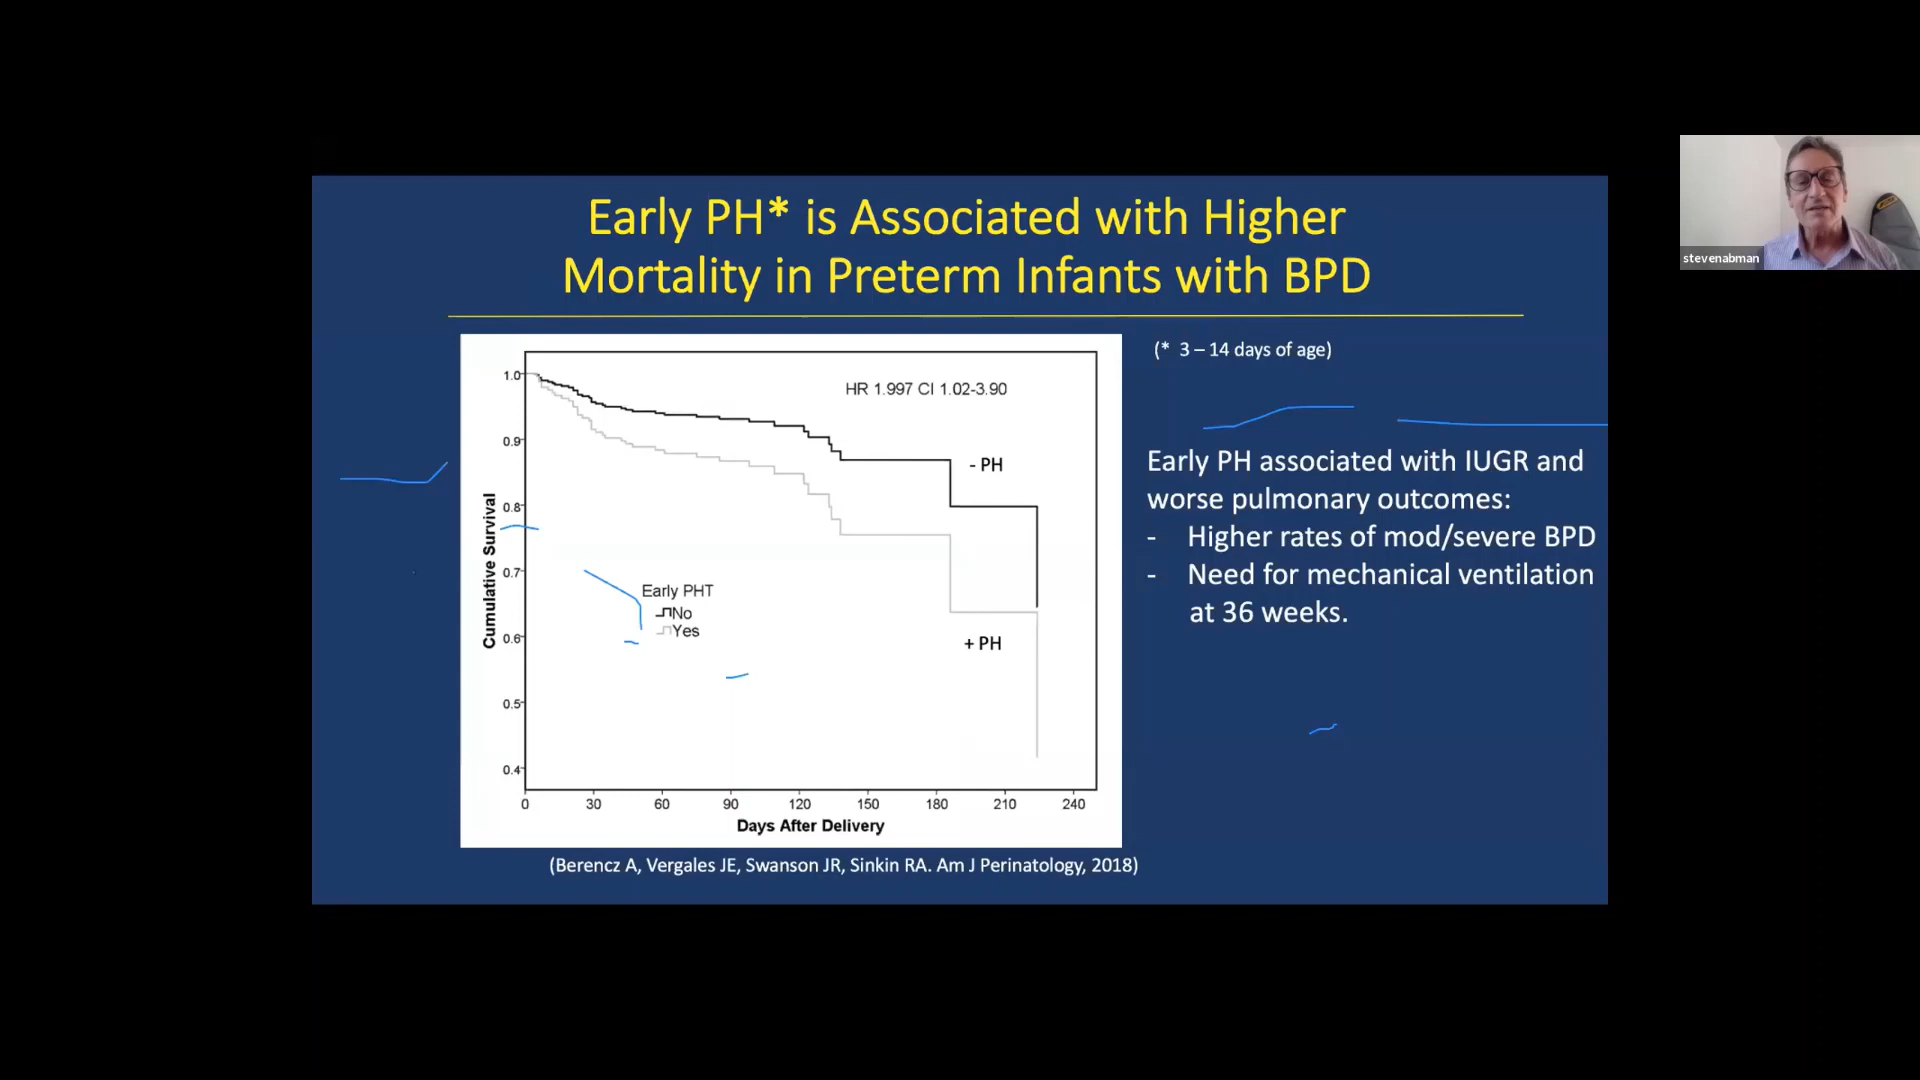 Early PH* is Associated with Higher
Mortality in Preterm Infants with BPD
stevenabman
(* 3 – 14 days of age)
HR 1.997 CI 1.02-3.90
1.0
0.9
0.8
0.7
0.6
0.5
0.4
Cumulative Survival
- PH
Early PHT
No
Yes
+ PH
0 30 60 90 120 150 180 210 240
Days After Delivery
Early PH associated with IUGR and
worse pulmonary outcomes:
- Higher rates of mod/severe BPD
- Need for mechanical ventilation
at 36 weeks.
(Berencz A, Vergales JE, Swanson JR, Sinkin RA. Am J Perinatology, 2018)